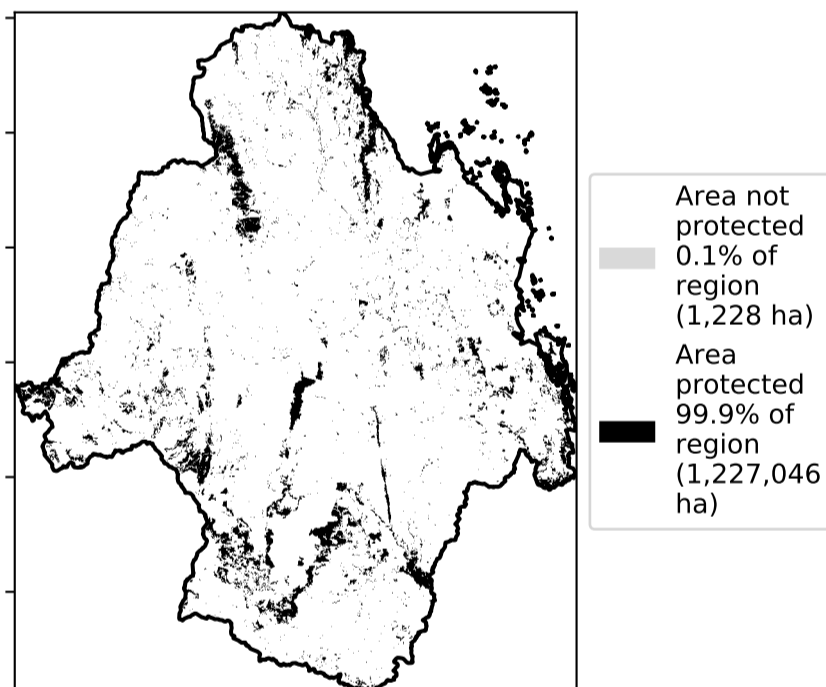 Area not
protected
0.1% of
region
(1,228 ha)
Area
protected
99.9% of
region
(1,227,046
ha)